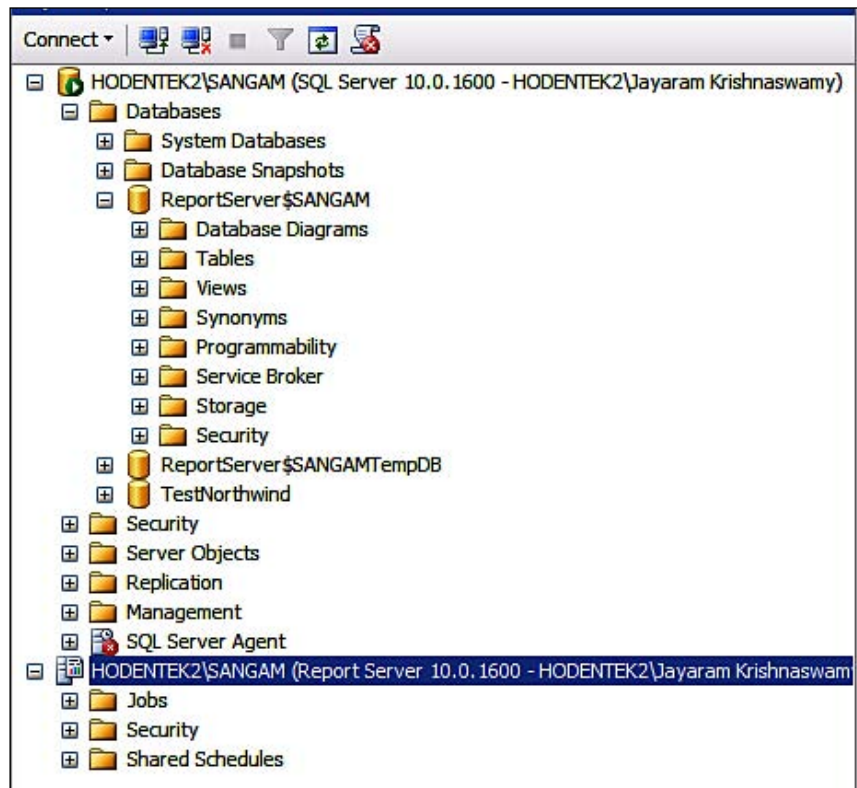 Connect
HODENTEK2\SANGAM (SQL Server 10.0.1600 - HODENTEK2\Jayaram Krishnaswamy)
Databases
System Databases
Database Snapshots
ReportServer$SANGAM
Database Diagrams
Tables
Views
Synonyms
Programmability
Service Broker
Storage
Security
ReportServer$SANGAMTempDB
TestNorthwind
Security
Server Objects
Replication
Management
SQL Server Agent
HODENTEK2\SANGAM (Report Server 10.0.1600 - HODENTEK2\Jayaram Krishnaswam
Jobs
Security
Shared Schedules